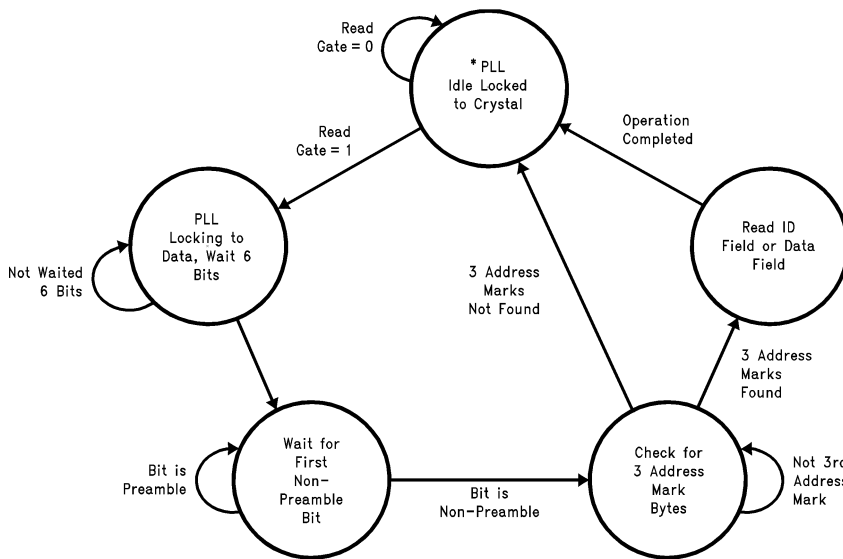 Read
Gate = 0
* PLL
Idle Locked
to Crystal
Read
Gate = 1
Operation
Completed
PLL
Locking to
Data, Wait 6
Bits
Not Waited
6 Bits
Read ID
Field or Data
Field
3 Address
Marks
Not Found
3 Address
Marks
Found
Wait for
First
Non-
Preamble
Bit
Bit is
Preamble
Bit is
Non-Preamble
Check for
3 Address
Mark
Bytes
Not 3rd
Address
Mark